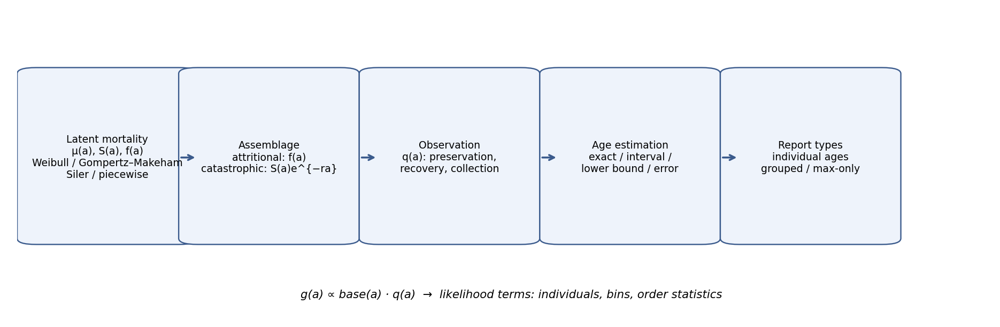 Latent mortality
μ(a), S(a), f(a)
Weibull / Gompertz–Makeham
Siler / piecewise
Assemblage
attritional: f(a)
catastrophic: S(a)e^{−ra}
Observation
q(a): preservation,
recovery, collection
Age estimation
exact / interval /
lower bound / error
Report types
individual ages
grouped / max-only
g(a) ∝ base(a) · q(a) → likelihood terms: individuals, bins, order statistics